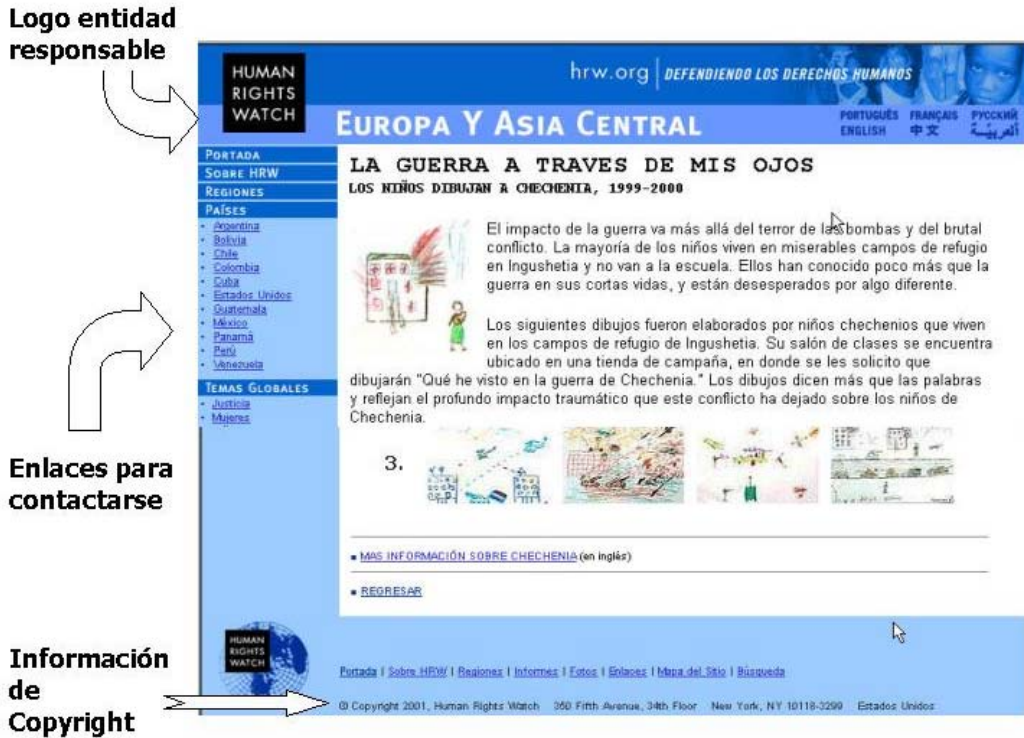 Logo entidad
responsable
HUMAN
RIGHTS
WATCH
hrw.org | DEFENDIENDO LOS DERECHOS HUMANOS
EUROPA Y ASIA CENTRAL
PORTUGUÊS FRANÇAIS РУССКИЙ
ENGLISH 中文 العربية
PORTADA
SOBRE HRW
REGIONES
PAÍSES
Argentina
Bolivia
Chile
Colombia
Cuba
Estados Unidos
Guatemala
México
Panamá
Perú
Venezuela
TEMAS GLOBALES
Justicia
Mujeres
LA GUERRA A TRAVES DE MIS OJOS
LOS NIÑOS DIBUJAN A CHECHENIA, 1999-2000
El impacto de la guerra va más allá del terror de las bombas y del brutal
conflicto. La mayoría de los niños viven en miserables campos de refugio
en Ingushetia y no van a la escuela. Ellos han conocido poco más que la
guerra en sus cortas vidas, y están desesperados por algo diferente.
Los siguientes dibujos fueron elaborados por niños chechenios que viven
en los campos de refugio de Ingushetia. Su salón de clases se encuentra
ubicado en una tienda de campaña, en donde se les solicito que
dibujarán "Qué he visto en la guerra de Chechenia." Los dibujos dicen más que las palabras
y reflejan el profundo impacto traumático que este conflicto ha dejado sobre los niños de
Chechenia.
3.
MAS INFORMACIÓN SOBRE CHECHENIA (en inglés)
REGRESAR
Enlaces para
contactarse
HUMAN
RIGHTS
WATCH
Portada | Sobre HRW | Regiones | Informes | Fotos | Enlaces | Mapa del Sitio | Búsqueda
© Copyright 2001, Human Rights Watch 350 Fifth Avenue, 34th Floor New York, NY 10118-3299 Estados Unidos
Información
de
Copyright